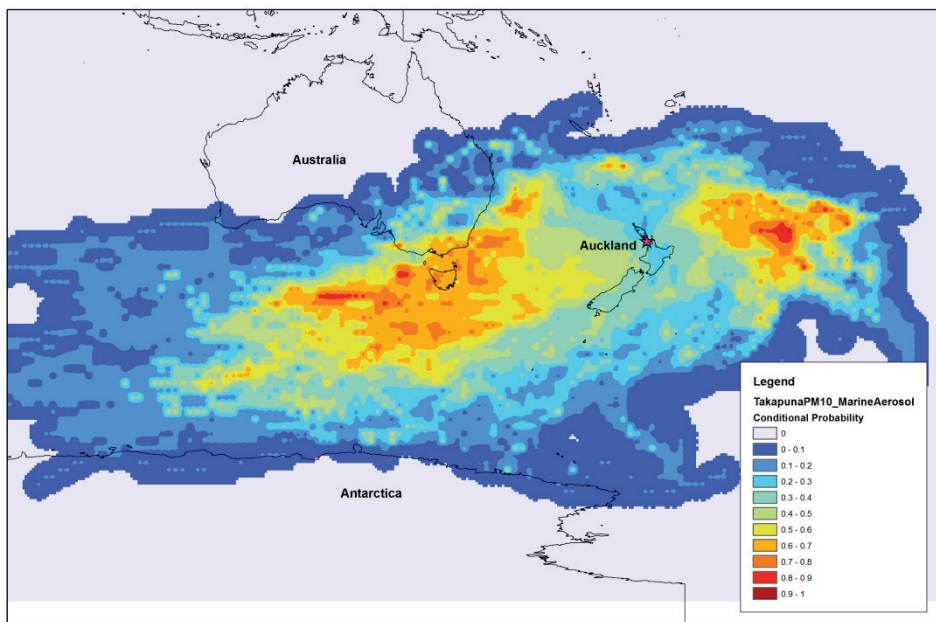 Australia
Auckland
Antarctica
Legend
TakapunaPM10_MarineAerosol
Conditional Probability
0
0 - 0.1
0.1 - 0.2
0.2 - 0.3
0.3 - 0.4
0.4 - 0.5
0.5 - 0.6
0.6 - 0.7
0.7 - 0.8
0.8 - 0.9
0.9 - 1